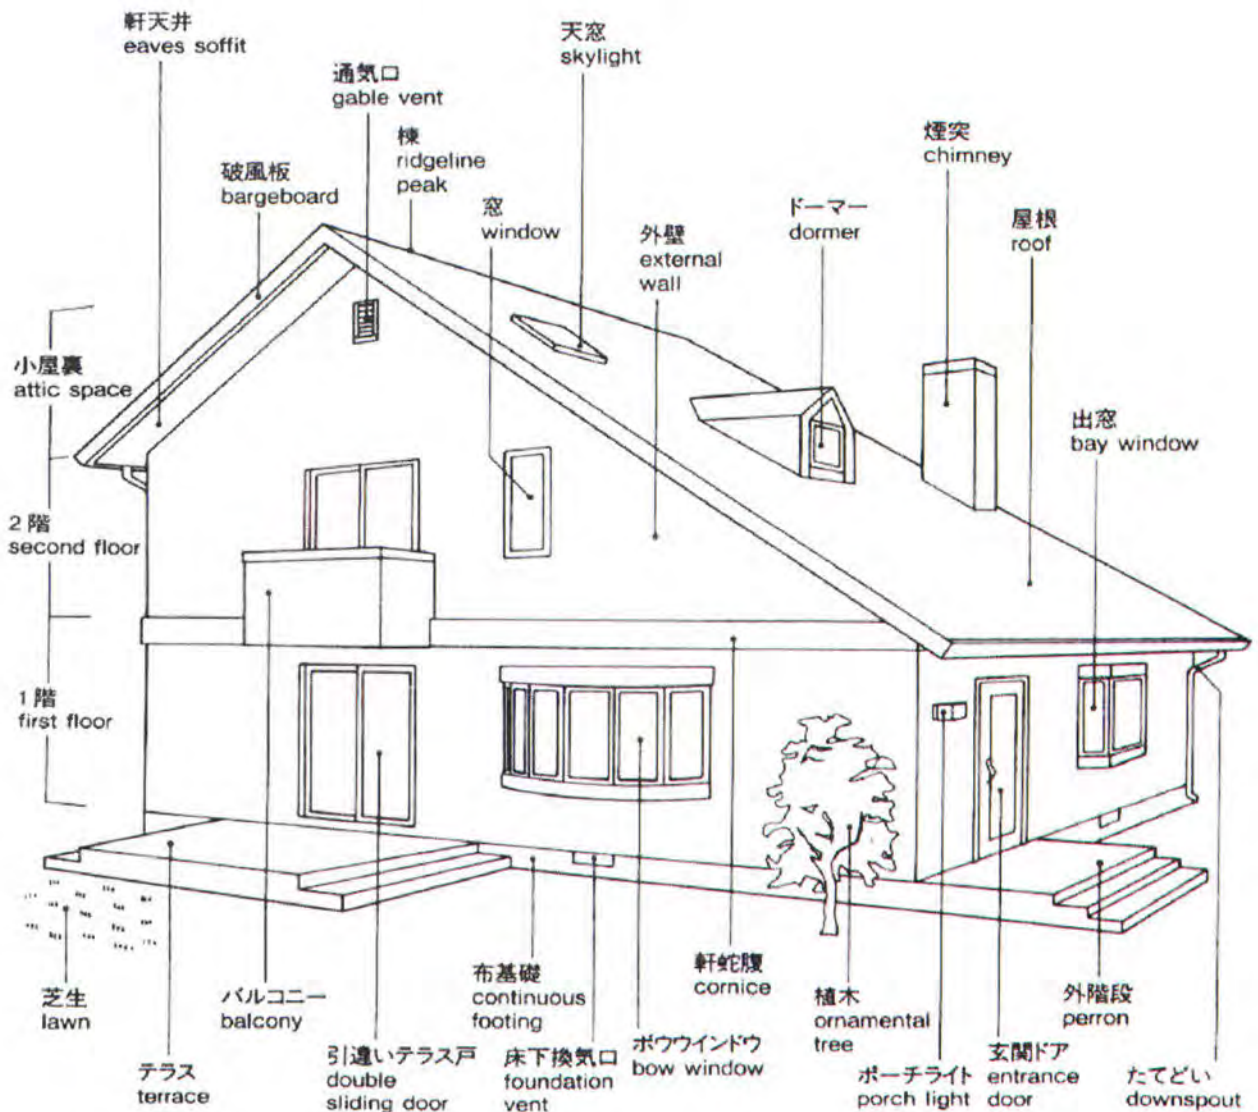 軒天井
eaves soffit
通気口
gable vent
天窓
skylight
棟
ridgeline
peak
煙突
chimney
破風板
bargeboard
窓
window
外壁
external
wall
ドーマー
dormer
屋根
roof
小屋裏
attic space
出窓
bay window
2階
second floor
1階
first floor
芝生
lawn
テラス
terrace
バルコニー
balcony
引違いテラス戸
double
sliding door
布基礎
continuous
footing
床下換気口
foundation
vent
ボウウインドウ
bow window
軒蛇腹
cornice
植木
ornamental
tree
ポーチライト
porch light
玄関ドア
entrance
door
外階段
perron
たてどい
downspout